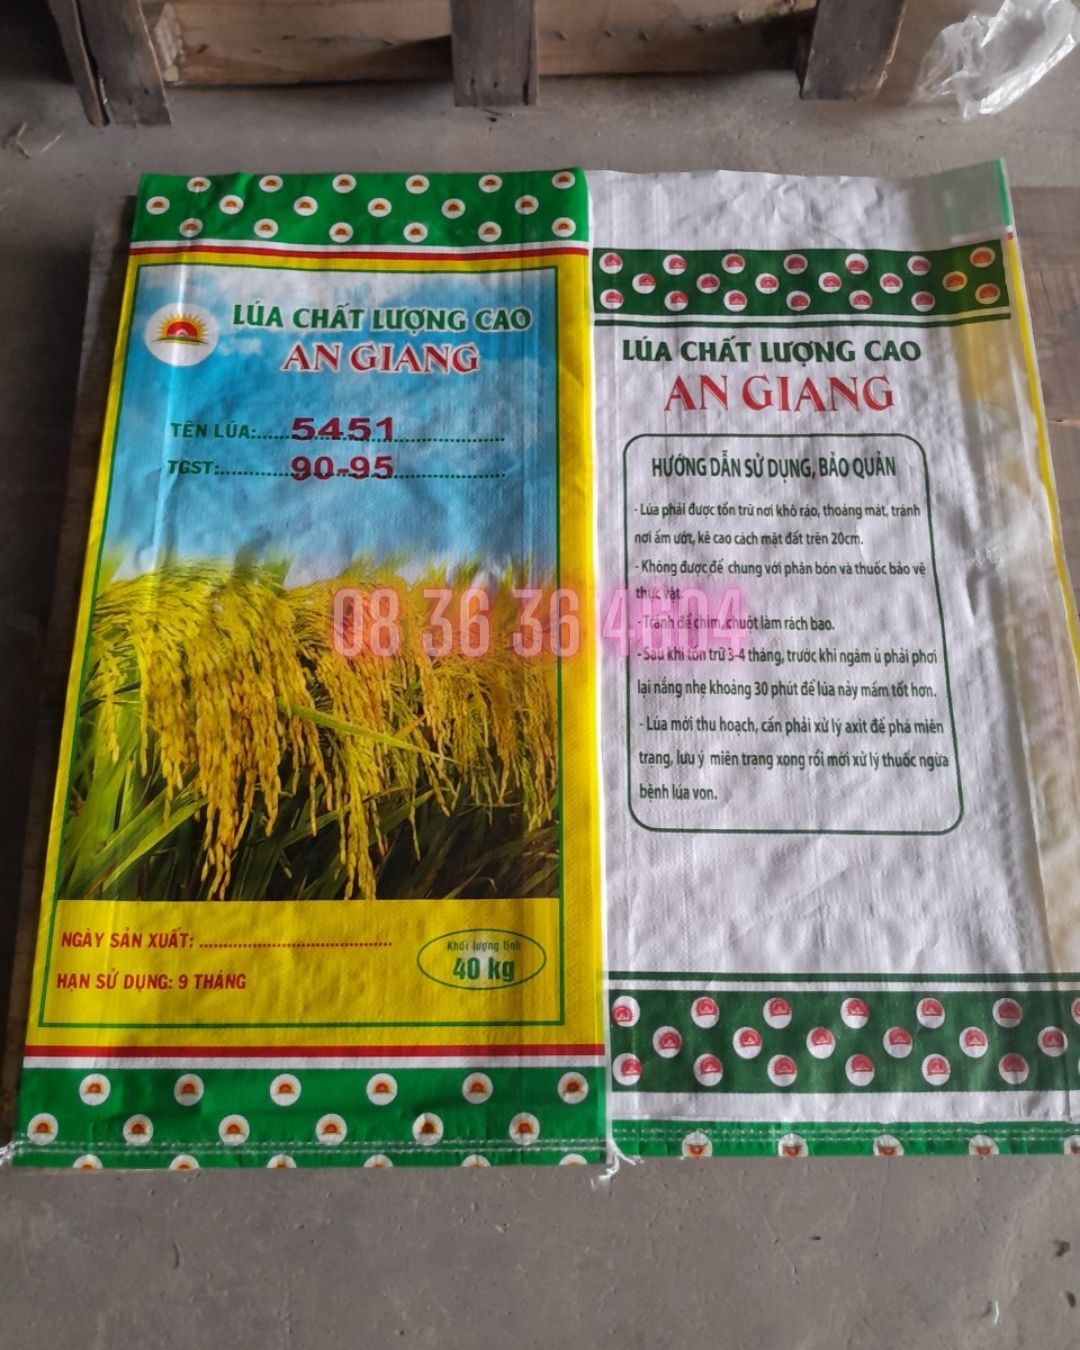 LÚA CHẤT LƯỢNG CAO
AN GIANG
TÊN LÚA:..... 5451
TGST:..... 90-95
NGÀY SẢN XUẤT: ........................................
HẠN SỬ DỤNG: 9 THÁNG
Khối lượng tịnh
40 kg
LÚA CHẤT LƯỢNG CAO
AN GIANG
HƯỚNG DẪN SỬ DỤNG, BẢO QUẢN
- Lúa phải được tồn trữ nơi khô ráo, thoáng mát, tránh
nơi ẩm ướt, kê cao cách mặt đất trên 20cm.
- Không được để chung với phân bón và thuốc bảo vệ
thực vật.
- Tránh để chim, chuột làm rách bao.
- Sau khi tồn trữ 3-4 tháng, trước khi ngâm ủ phải phơi
lại nắng nhẹ khoảng 30 phút để lúa nảy mầm tốt hơn.
- Lúa mới thu hoạch, cần phải xử lý axit để phá miên
trạng, lưu ý miên trạng xong rồi mới xử lý thuốc ngừa
bệnh lúa von.
08 36 36 4604